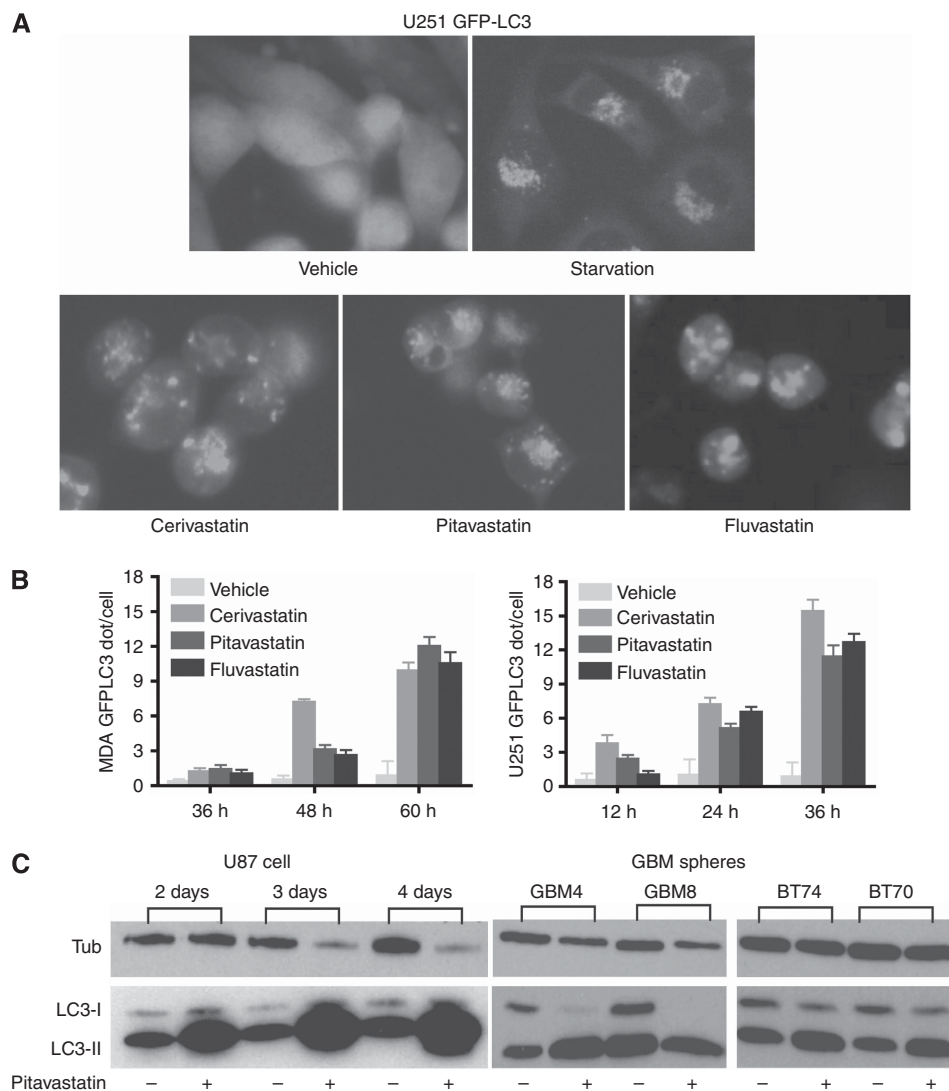 A
U251 GFP-LC3
Vehicle
Starvation
Cerivastatin
Pitavastatin
Fluvastatin
B
MDA GFPLC3 dot/cell
18
15
12
9
6
3
0
Vehicle
Cerivastatin
Pitavastatin
Fluvastatin
36 h
48 h
60 h
U251 GFPLC3 dot/cell
18
15
12
9
6
3
0
Vehicle
Cerivastatin
Pitavastatin
Fluvastatin
12 h
24 h
36 h
C
U87 cell
GBM spheres
2 days
3 days
4 days
GBM4
GBM8
BT74
BT70
Tub
LC3-I
LC3-II
Pitavastatin – + – + – + – + – + – + – +